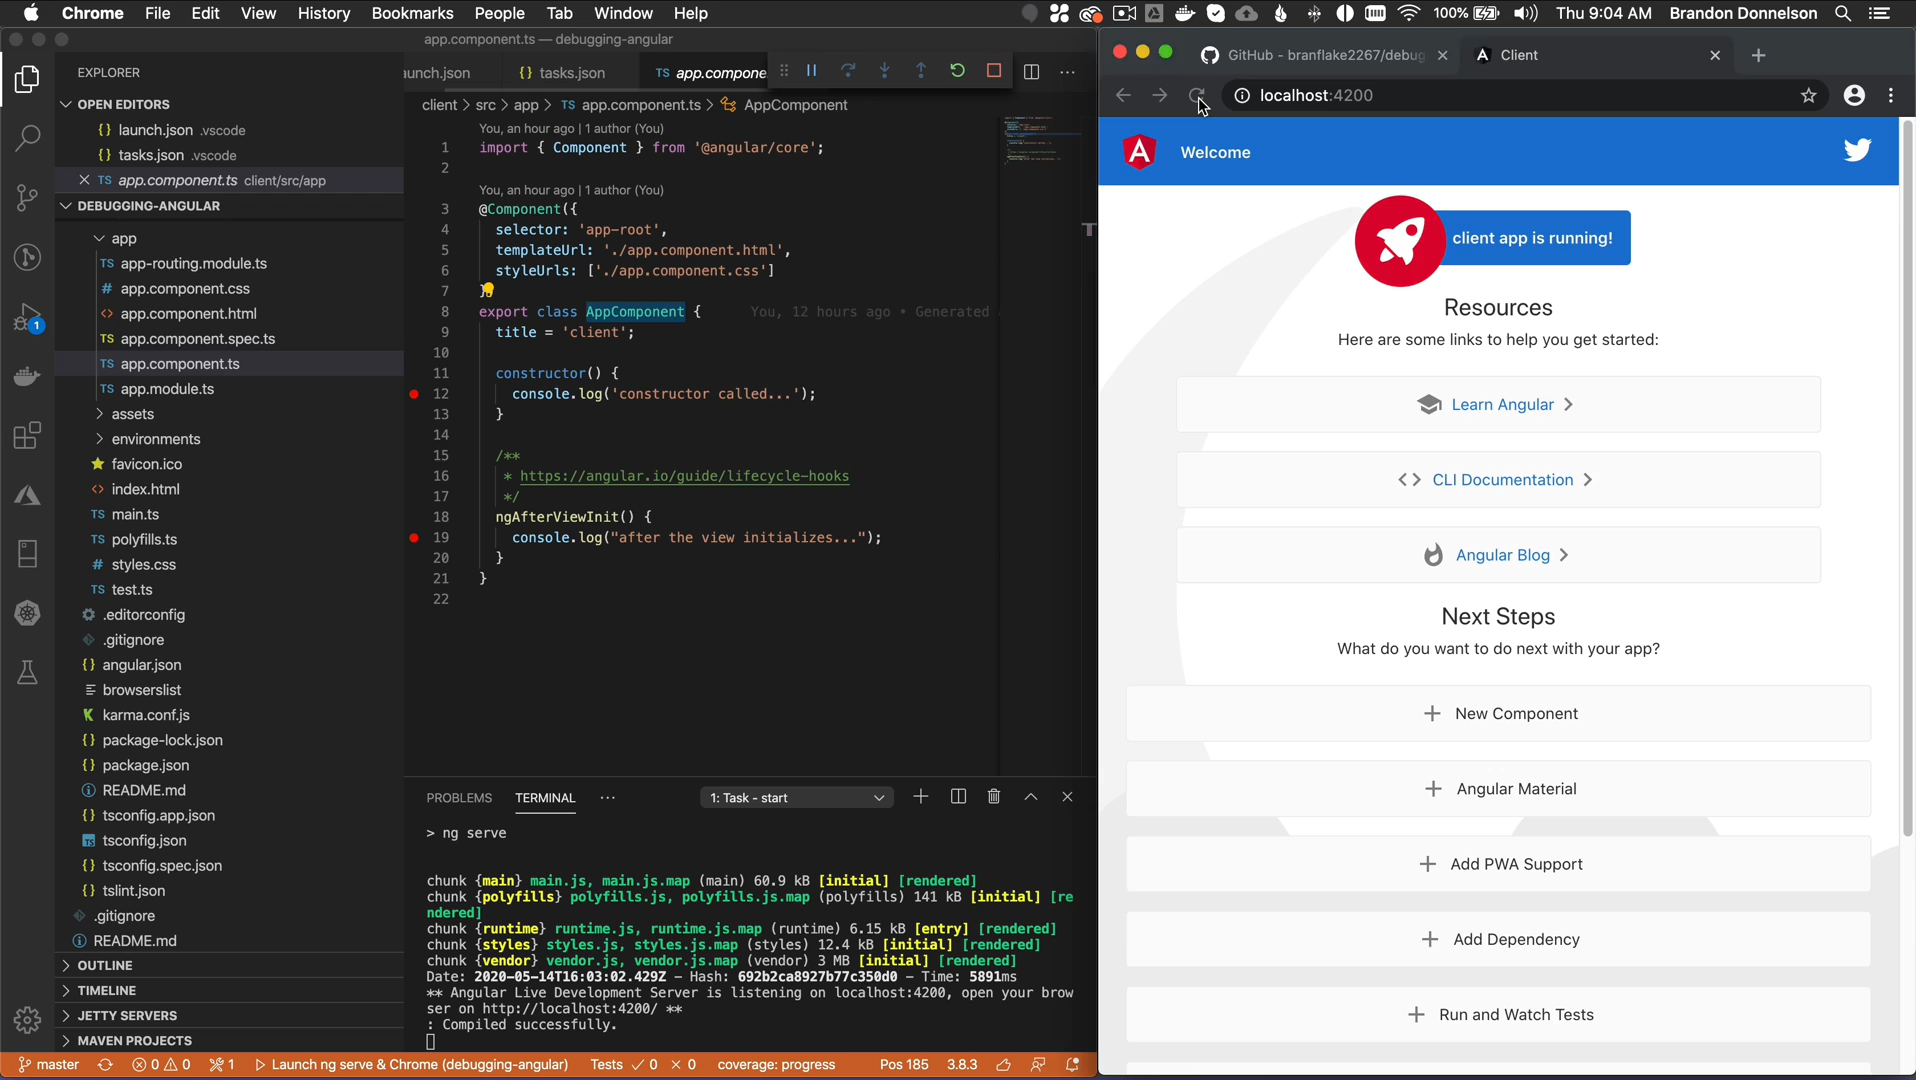 Chrome File Edit View History Bookmarks People Tab Window Help 100% Thu 9:04 AM Brandon Donnelson
app.component.ts — debugging-angular
EXPLORER
OPEN EDITORS
{} launch.json .vscode
{} tasks.json .vscode
TS app.component.ts client/src/app
DEBUGGING-ANGULAR
app
TS app-routing.module.ts
# app.component.css
<> app.component.html
TS app.component.spec.ts
TS app.component.ts
TS app.module.ts
assets
environments
favicon.ico
<> index.html
TS main.ts
TS polyfills.ts
# styles.css
TS test.ts
.editorconfig
.gitignore
{} angular.json
browserslist
karma.conf.js
{} package-lock.json
{} package.json
README.md
{} tsconfig.app.json
TS tsconfig.json
{} tsconfig.spec.json
{} tslint.json
.gitignore
README.md
OUTLINE
TIMELINE
JETTY SERVERS
MAVEN PROJECTS
1
unch.json {} tasks.json TS app.compone
client > src > app > TS app.component.ts > AppComponent
You, an hour ago | 1 author (You)
1 import { Component } from '@angular/core';
2
You, an hour ago | 1 author (You)
3 @Component({
4 selector: 'app-root',
5 templateUrl: './app.component.html',
6 styleUrls: ['./app.component.css']
7 })
8 export class AppComponent { You, 12 hours ago • Generated
9 title = 'client';
10
11 constructor() {
12 console.log('constructor called...');
13 }
14
15 /**
16 * https://angular.io/guide/lifecycle-hooks
17 */
18 ngAfterViewInit() {
19 console.log("after the view initializes...");
20 }
21 }
22
PROBLEMS TERMINAL ··· 1: Task - start
> ng serve
chunk {main} main.js, main.js.map (main) 60.9 kB [initial] [rendered]
chunk {polyfills} polyfills.js, polyfills.js.map (polyfills) 141 kB [initial] [re
ndered]
chunk {runtime} runtime.js, runtime.js.map (runtime) 6.15 kB [entry] [rendered]
chunk {styles} styles.js, styles.js.map (styles) 12.4 kB [initial] [rendered]
chunk {vendor} vendor.js, vendor.js.map (vendor) 3 MB [initial] [rendered]
Date: 2020-05-14T16:03:02.429Z - Hash: 692b2ca8927b77c350d0 - Time: 5891ms
** Angular Live Development Server is listening on localhost:4200, open your brow
ser on http://localhost:4200/ **
: Compiled successfully.
master 0 0 1 Launch ng serve & Chrome (debugging-angular) Tests ✓ 0 × 0 coverage: progress Pos 185 3.8.3
GitHub - branflake2267/debug Client
localhost:4200
A Welcome
client app is running!
Resources
Here are some links to help you get started:
Learn Angular
CLI Documentation
Angular Blog
Next Steps
What do you want to do next with your app?
+ New Component
+ Angular Material
+ Add PWA Support
+ Add Dependency
+ Run and Watch Tests